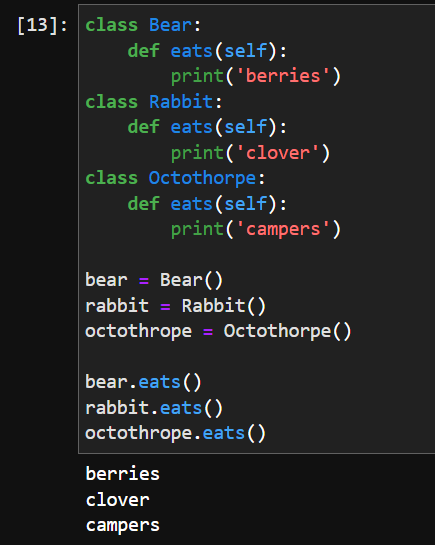 [13]: class Bear:
    def eats(self):
        print('berries')
class Rabbit:
    def eats(self):
        print('clover')
class Octothorpe:
    def eats(self):
        print('campers')

bear = Bear()
rabbit = Rabbit()
octothrope = Octothorpe()

bear.eats()
rabbit.eats()
octothrope.eats()
berries
clover
campers